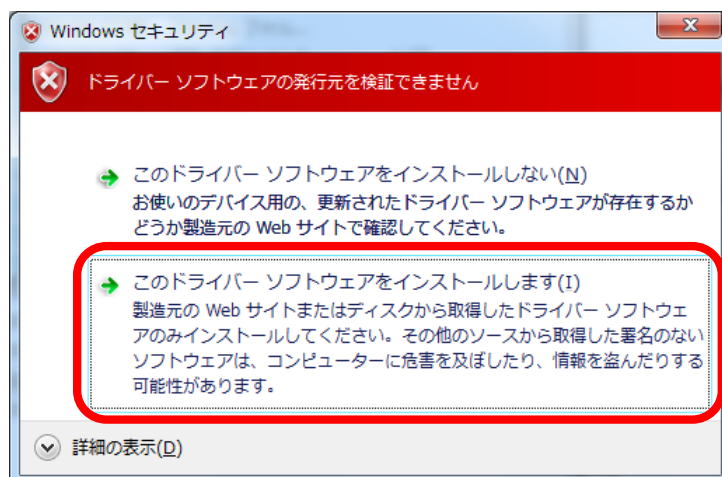 Windows セキュリティ
ドライバー ソフトウェアの発行元を検証できません
このドライバー ソフトウェアをインストールしない(N)
お使いのデバイス用の、更新されたドライバー ソフトウェアが存在するか
どうか製造元の Web サイトで確認してください。
このドライバー ソフトウェアをインストールします(I)
製造元の Web サイトまたはディスクから取得したドライバー ソフトウェ
アのみインストールしてください。その他のソースから取得した署名のない
ソフトウェアは、コンピューターに危害を及ぼしたり、情報を盗んだりする
可能性があります。
詳細の表示(D)